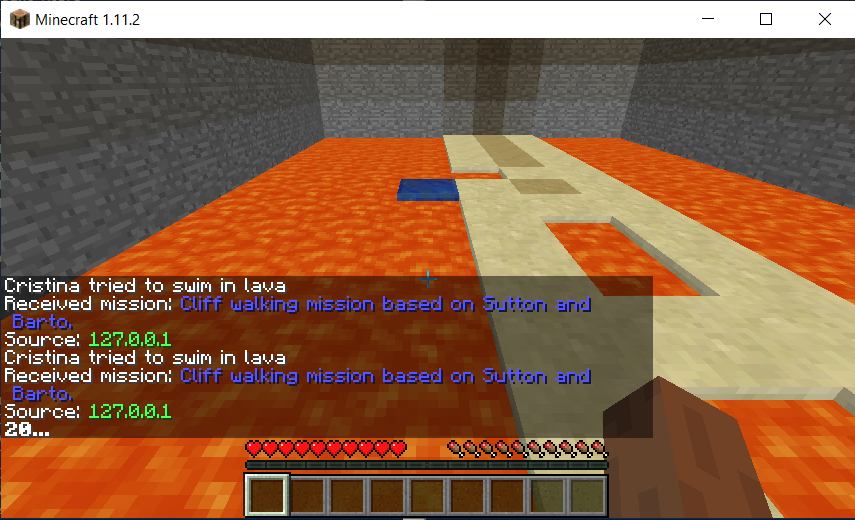 Minecraft 1.11.2
Cristina tried to swim in lava
Received mission: Cliff walking mission based on Sutton and
Barto.
Source: 127.0.0.1
Cristina tried to swim in lava
Received mission: Cliff walking mission based on Sutton and
Barto.
Source: 127.0.0.1
20...